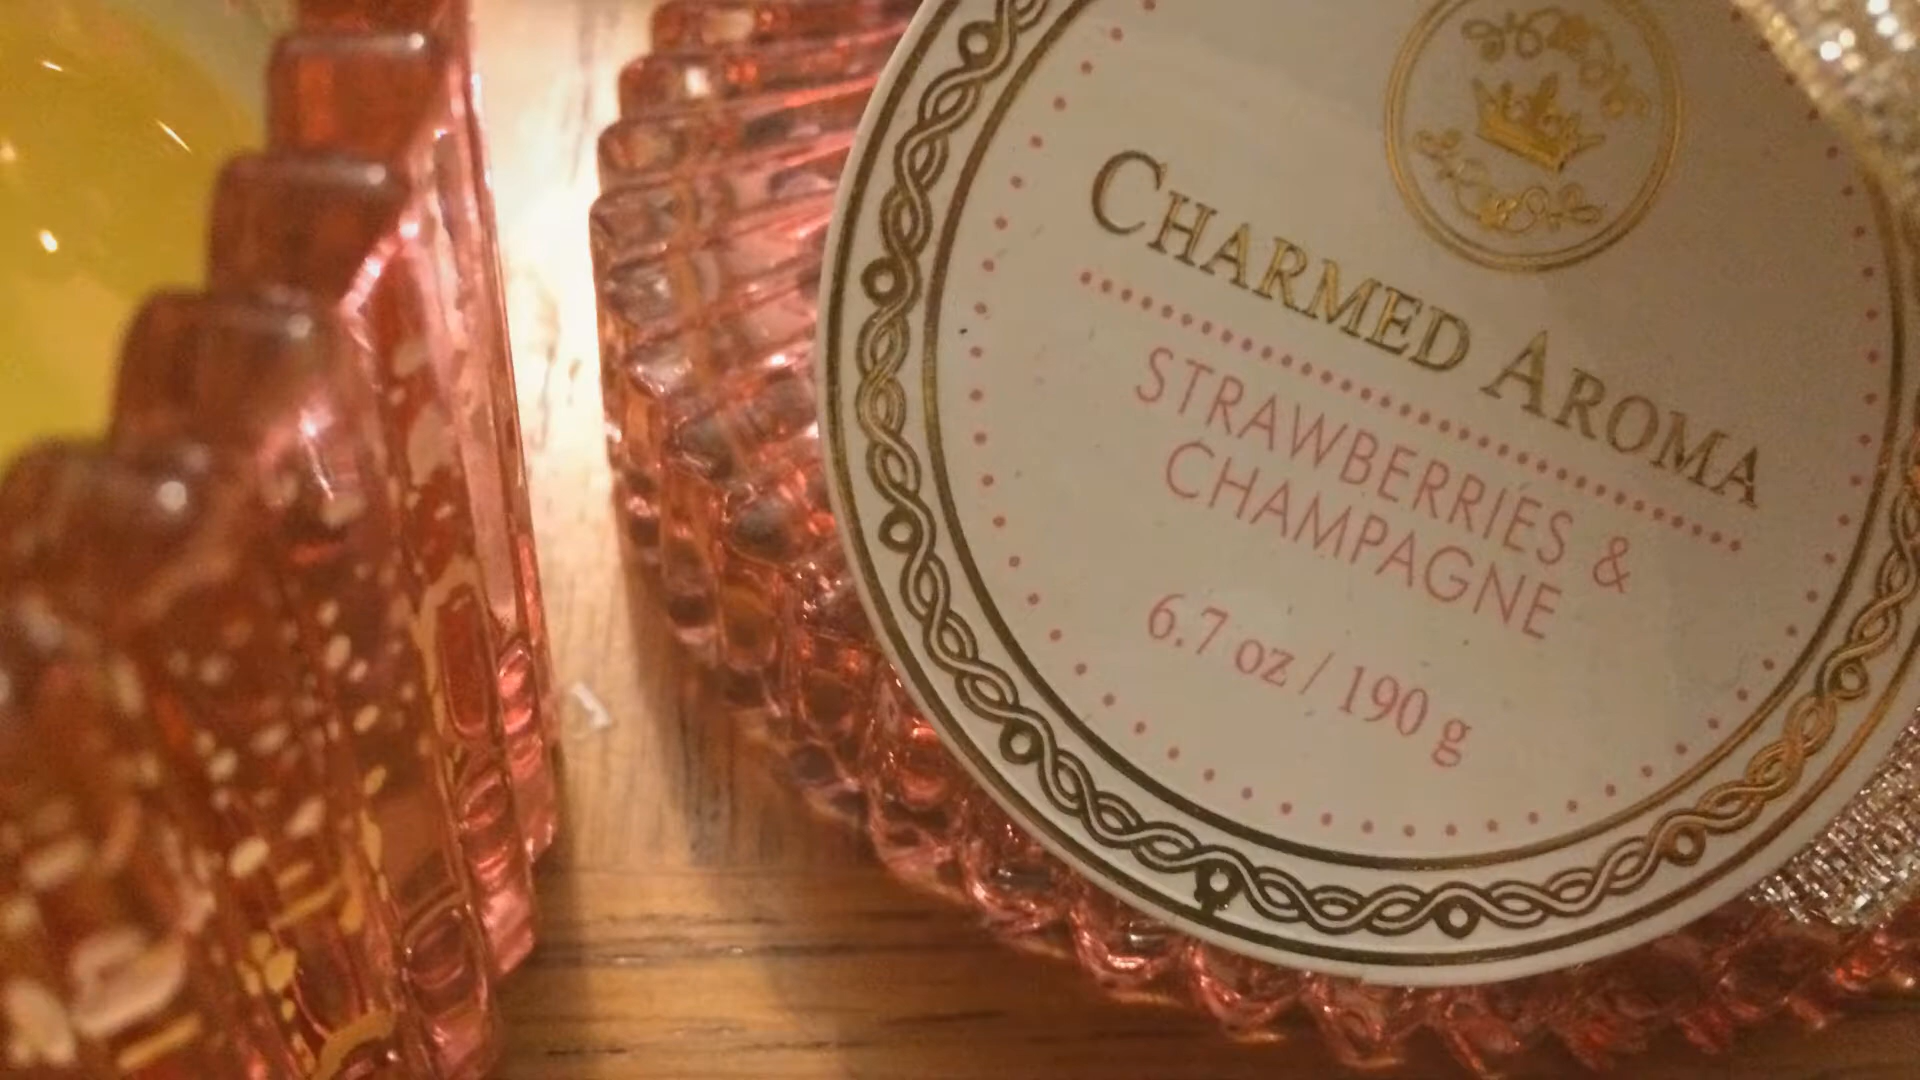 CHARMED AROMA
STRAWBERRIES &
CHAMPAGNE
6.7 oz / 190 g